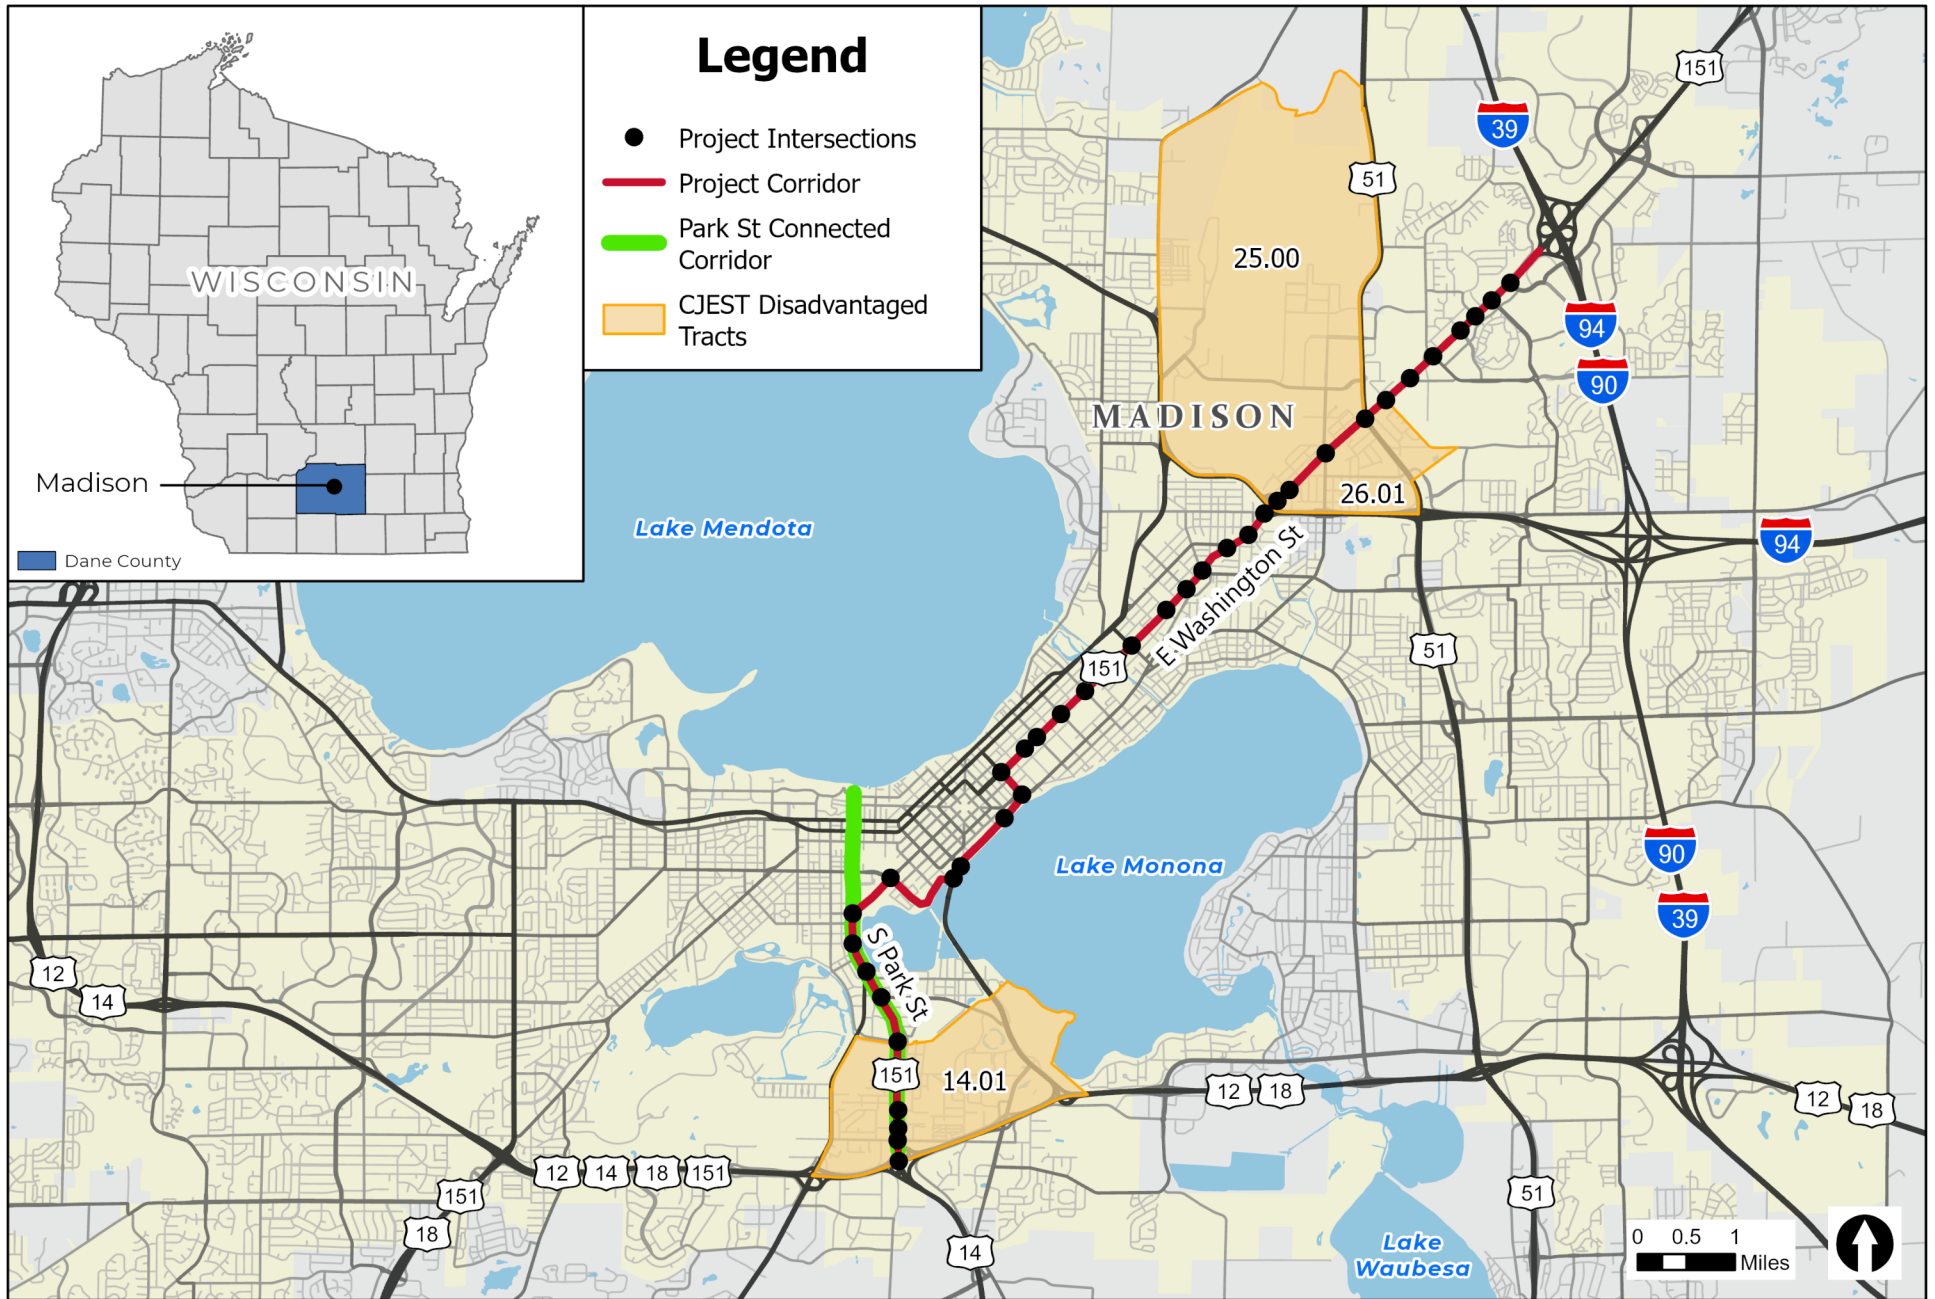 Legend
Project Intersections
Project Corridor
Park St Connected
Corridor
CJEST Disadvantaged
Tracts
WISCONSIN
Madison
Dane County
151
39
51
25.00
94
90
MADISON
26.01
94
Lake Mendota
E Washington St
151
51
90
Lake Monona
39
S Park St
12
14
151
14.01
12
18
12
18
12
14
18
151
151
18
51
14
Lake
Waubesa
0
0.5
1
Miles